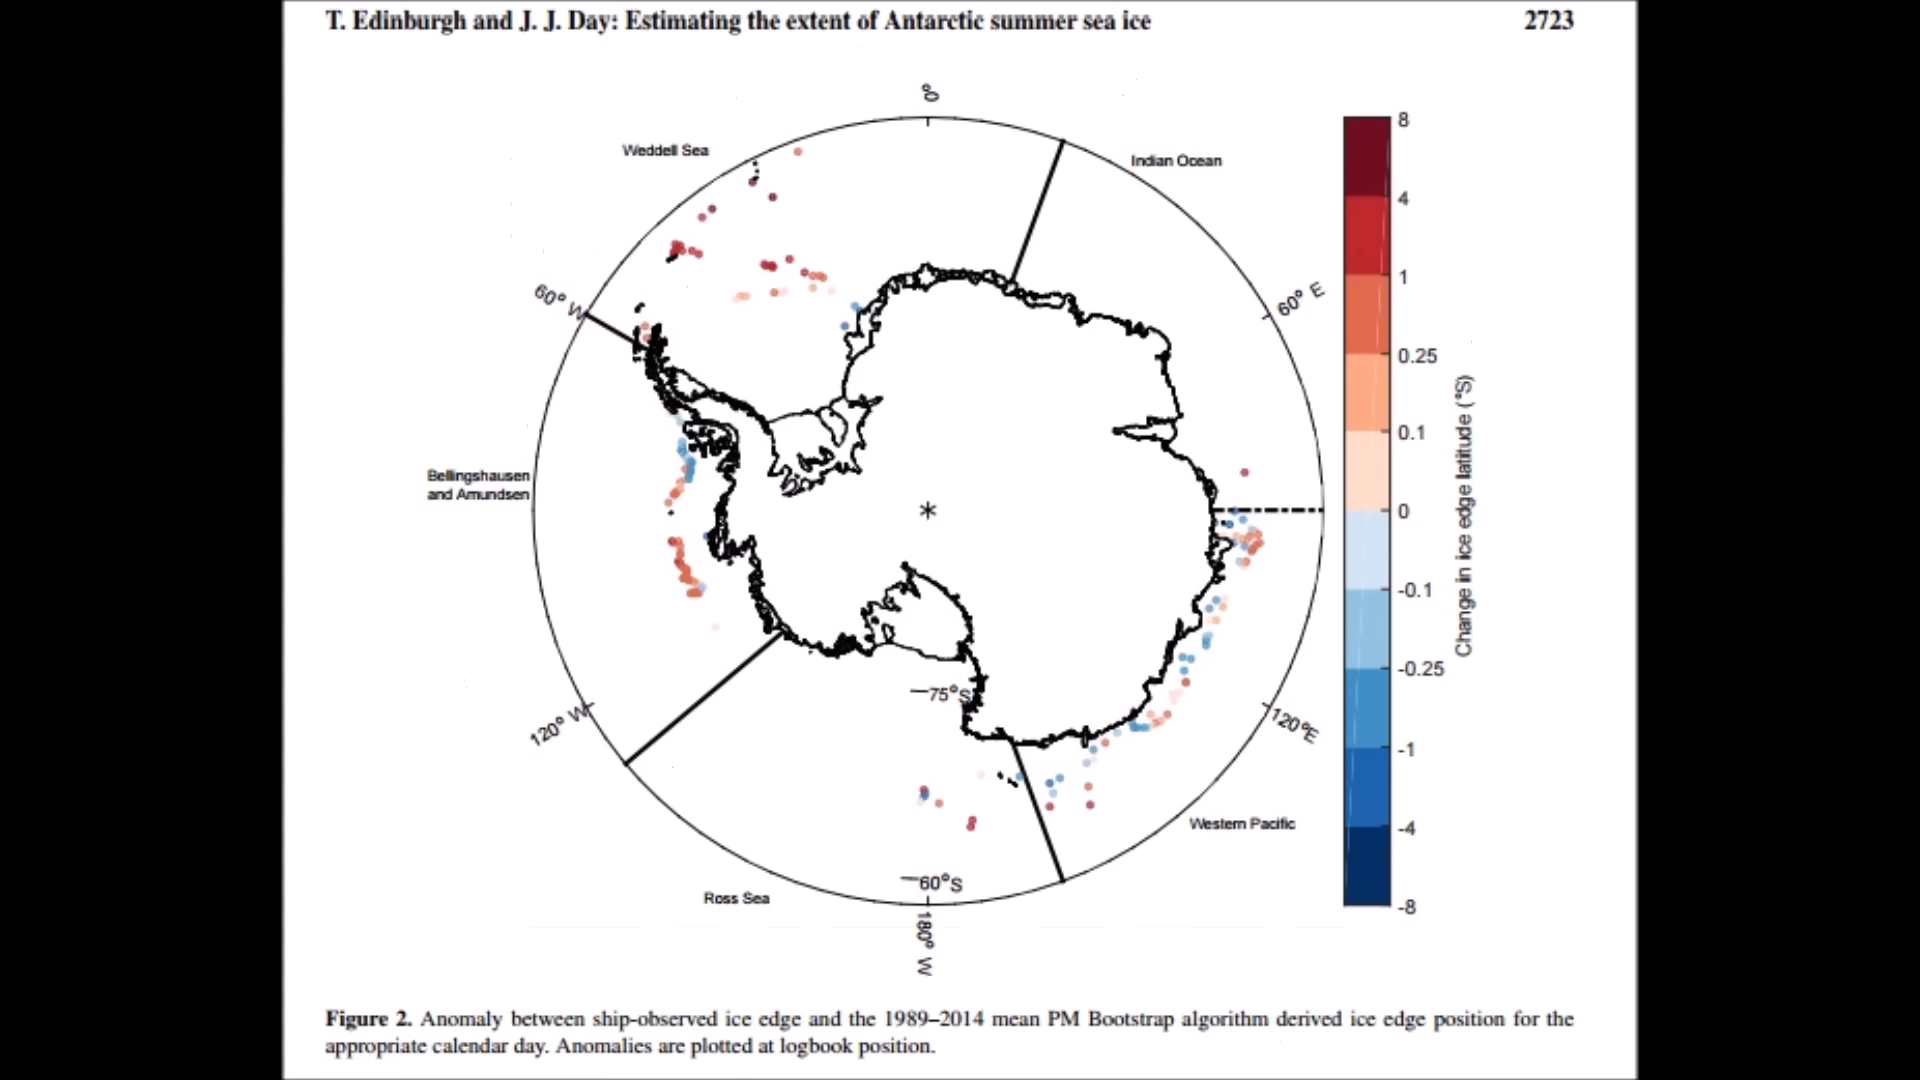 T. Edinburgh and J. J. Day: Estimating the extent of Antarctic summer sea ice 2723
0°
Weddell Sea
Indian Ocean
60° W
60° E
Bellingshausen
and Amundsen
75°S
120° W
120°E
Western Pacific
60°S
Ross Sea
180° W
8
4
1
0.25
0.1
0
-0.1
-0.25
-1
-4
-8
Change in ice edge latitude (°S)
Figure 2. Anomaly between ship-observed ice edge and the 1989–2014 mean PM Bootstrap algorithm derived ice edge position for the
appropriate calendar day. Anomalies are plotted at logbook position.